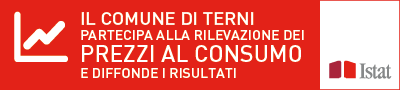 IL COMUNE DI TERNI
PARTECIPA ALLA RILEVAZIONE DEI
PREZZI AL CONSUMO
E DIFFONDE I RISULTATI
Istat